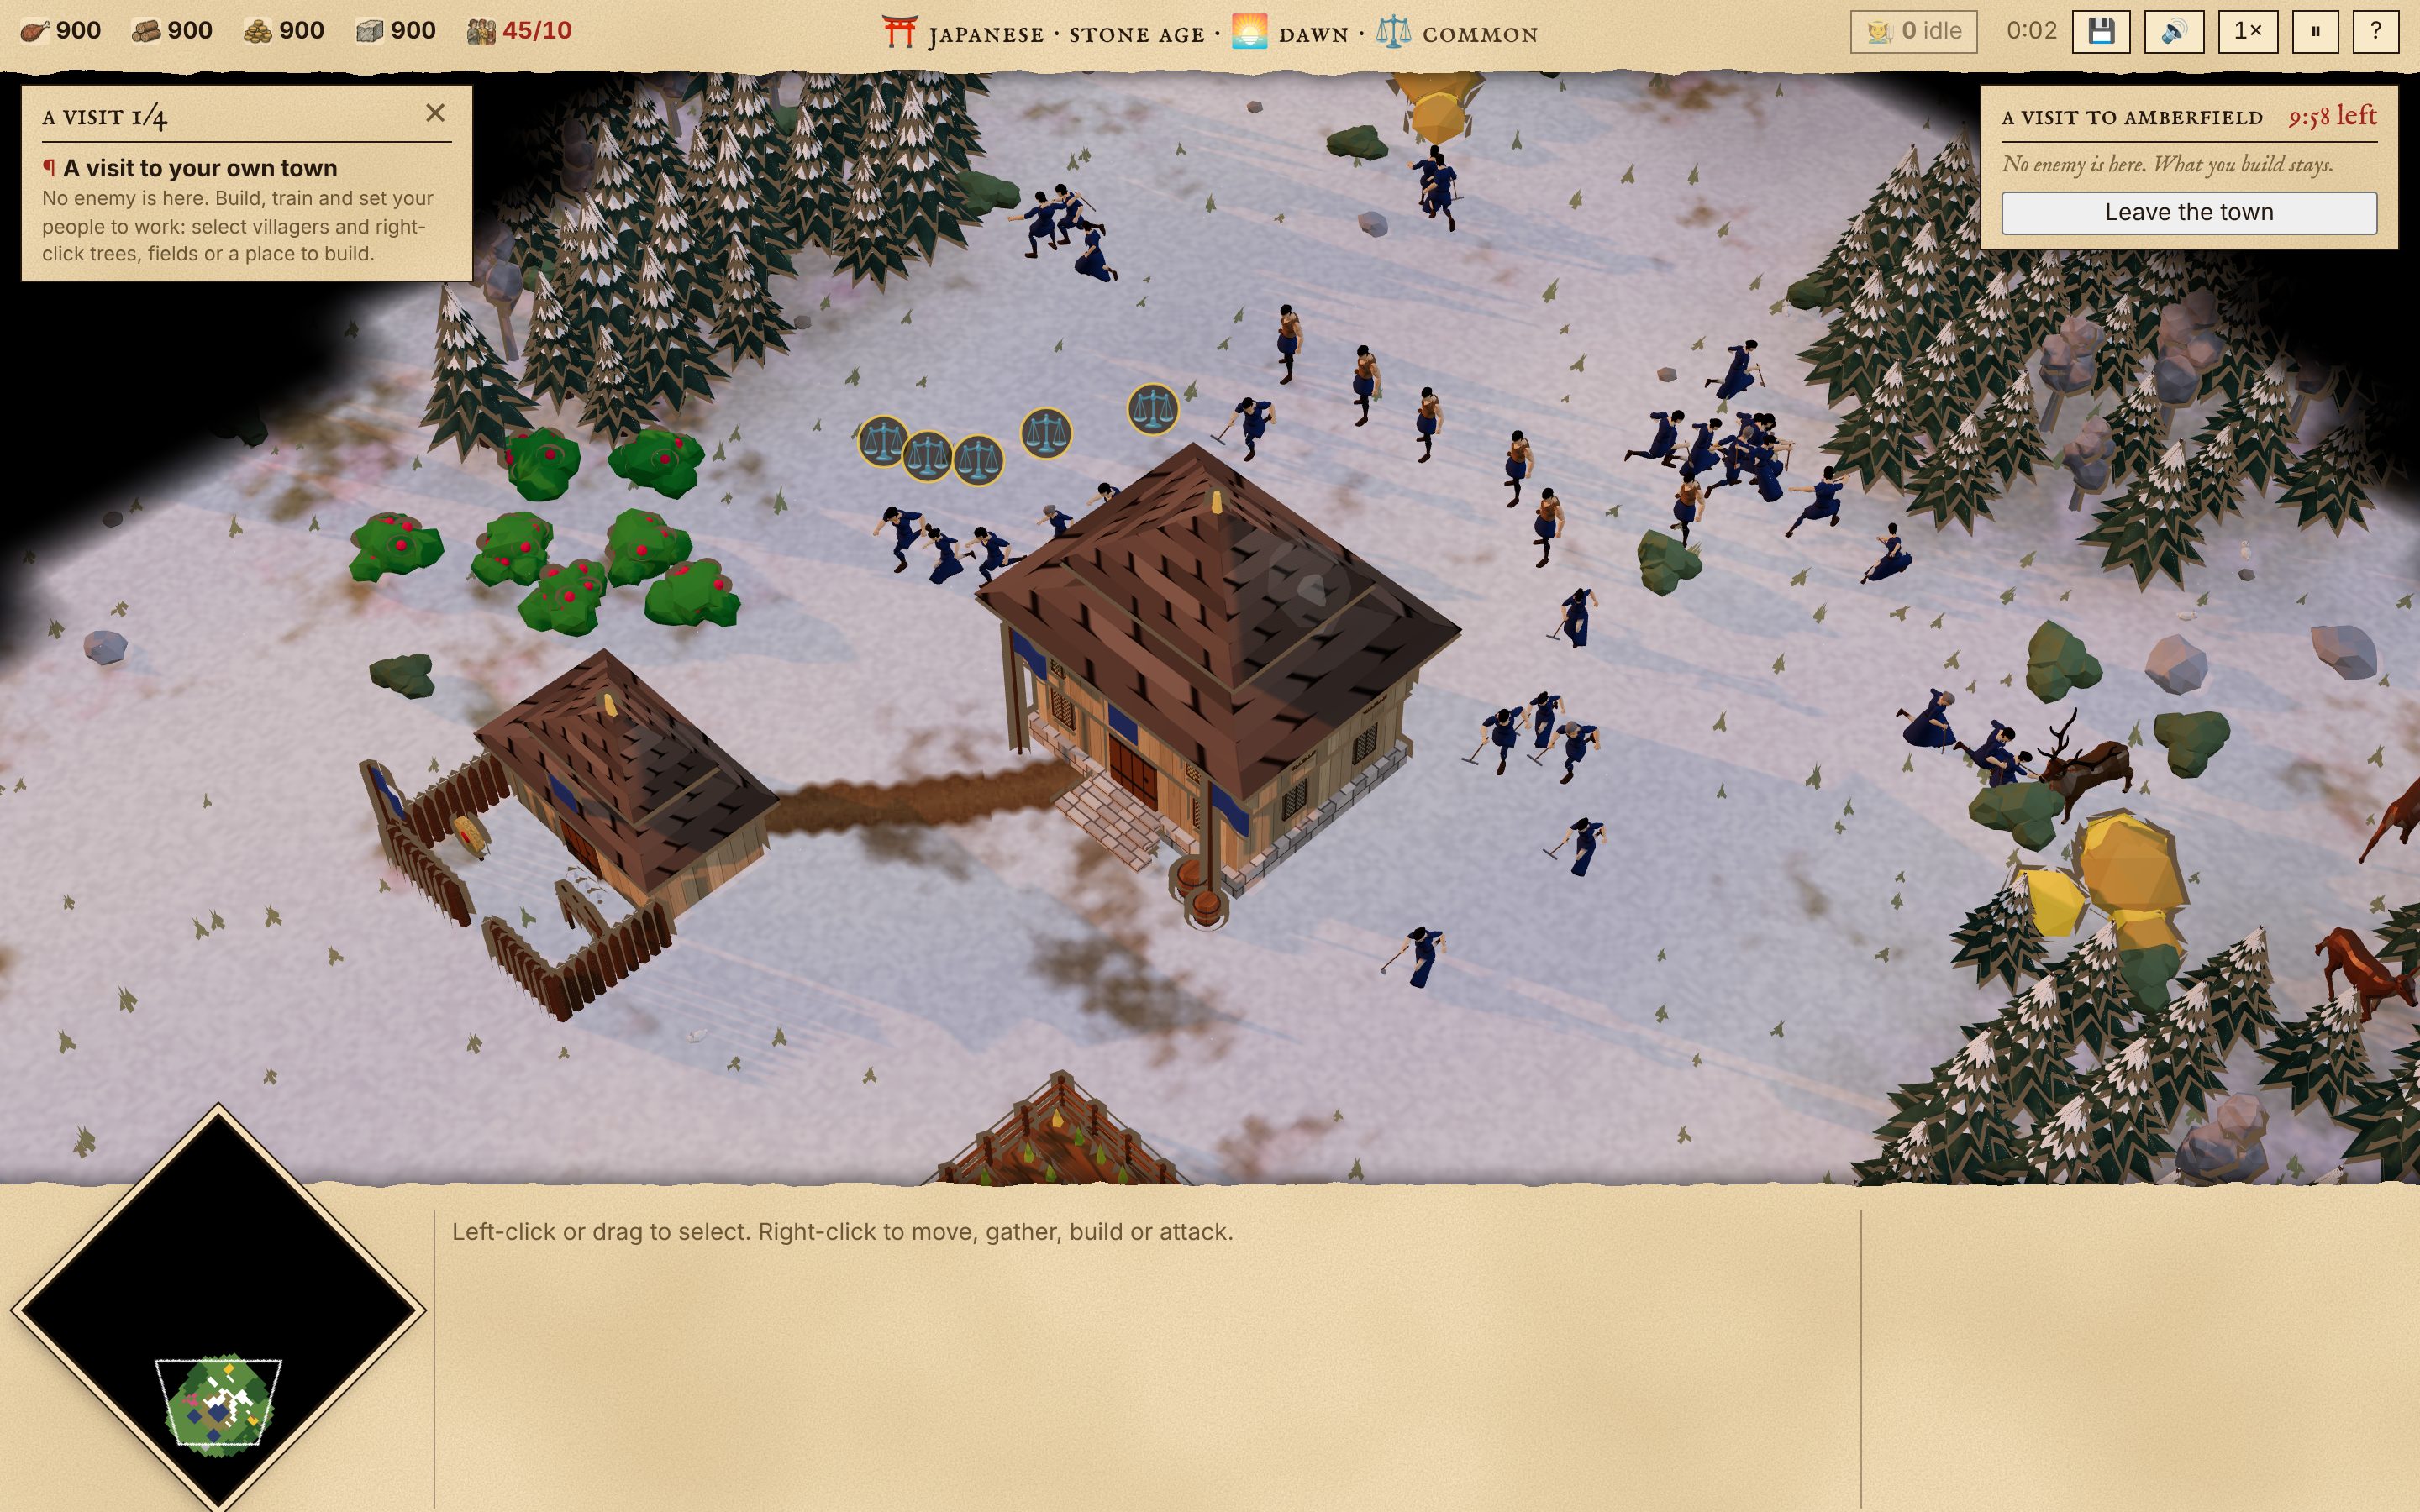 900 900 900 900 45/10
JAPANESE · STONE AGE · DAWN · COMMON
0 idle 0:02 1× ?
A VISIT 1/4
¶ A visit to your own town
No enemy is here. Build, train and set your
people to work: select villagers and right-
click trees, fields or a place to build.
A VISIT TO AMBERFIELD 9:58 left
No enemy is here. What you build stays.
Leave the town
Left-click or drag to select. Right-click to move, gather, build or attack.